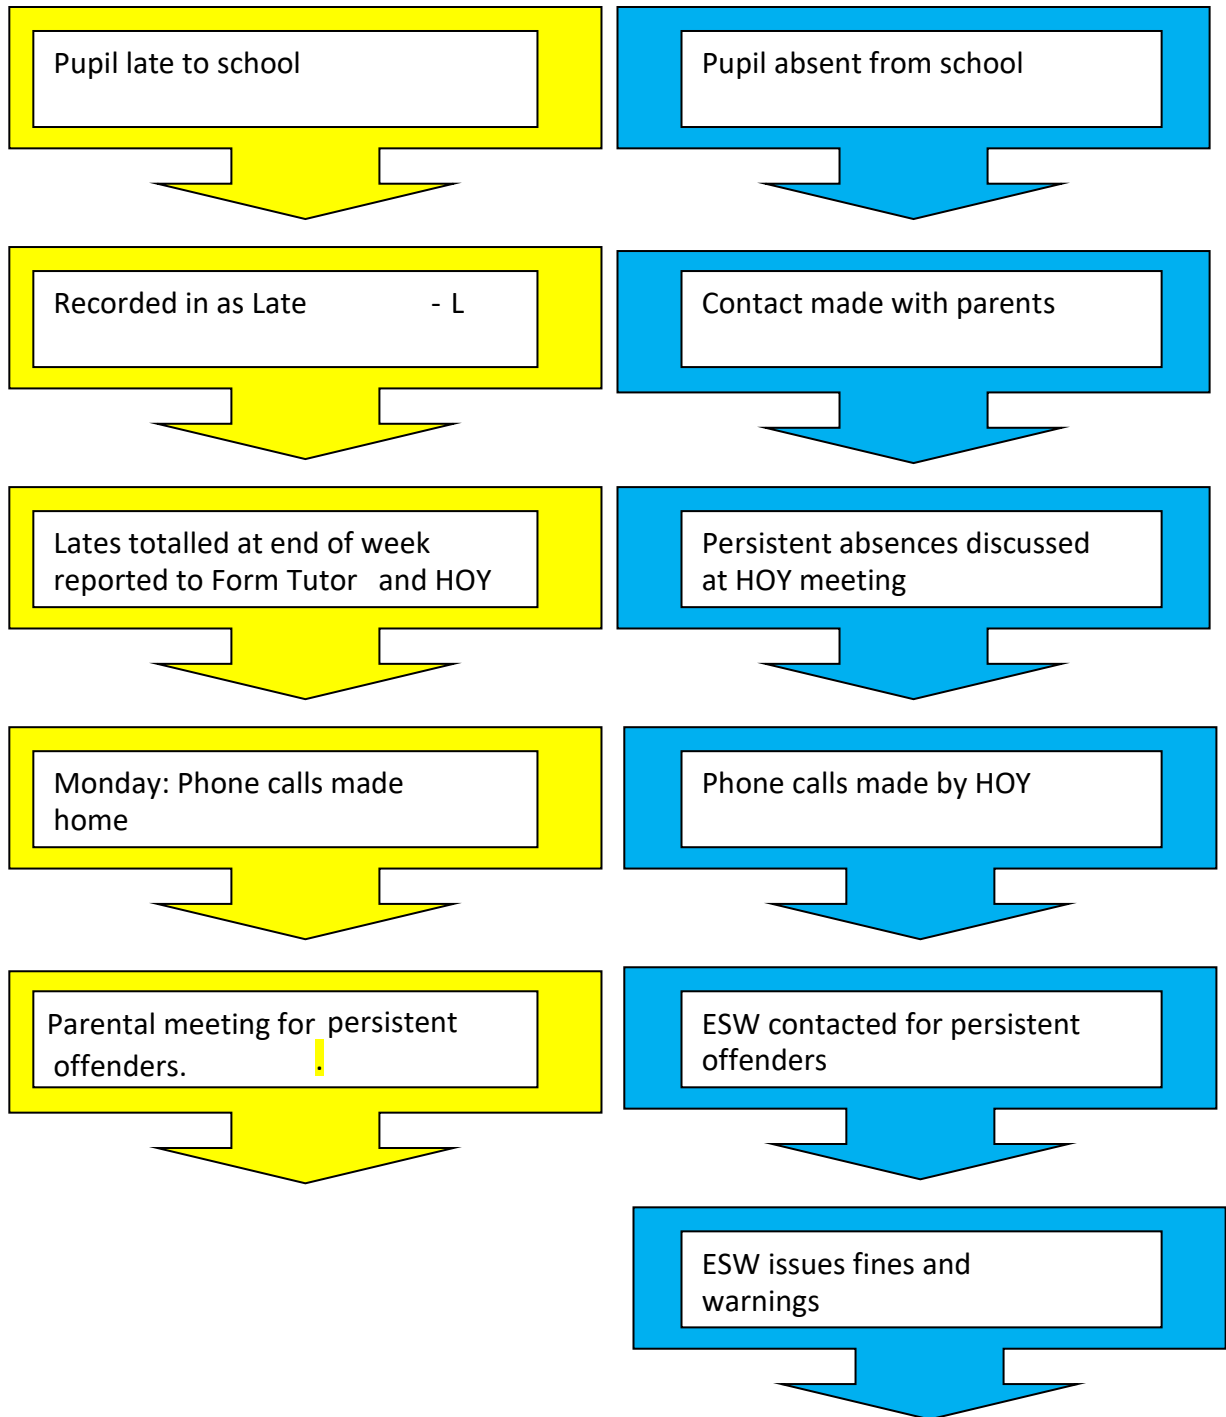 Pupil late to school
Recorded in as Late - L
Lates totalled at end of week
reported to Form Tutor and HOY
Monday: Phone calls made
home
Parental meeting for persistent
offenders. .
Pupil absent from school
Contact made with parents
Persistent absences discussed
at HOY meeting
Phone calls made by HOY
ESW contacted for persistent
offenders
ESW issues fines and
warnings